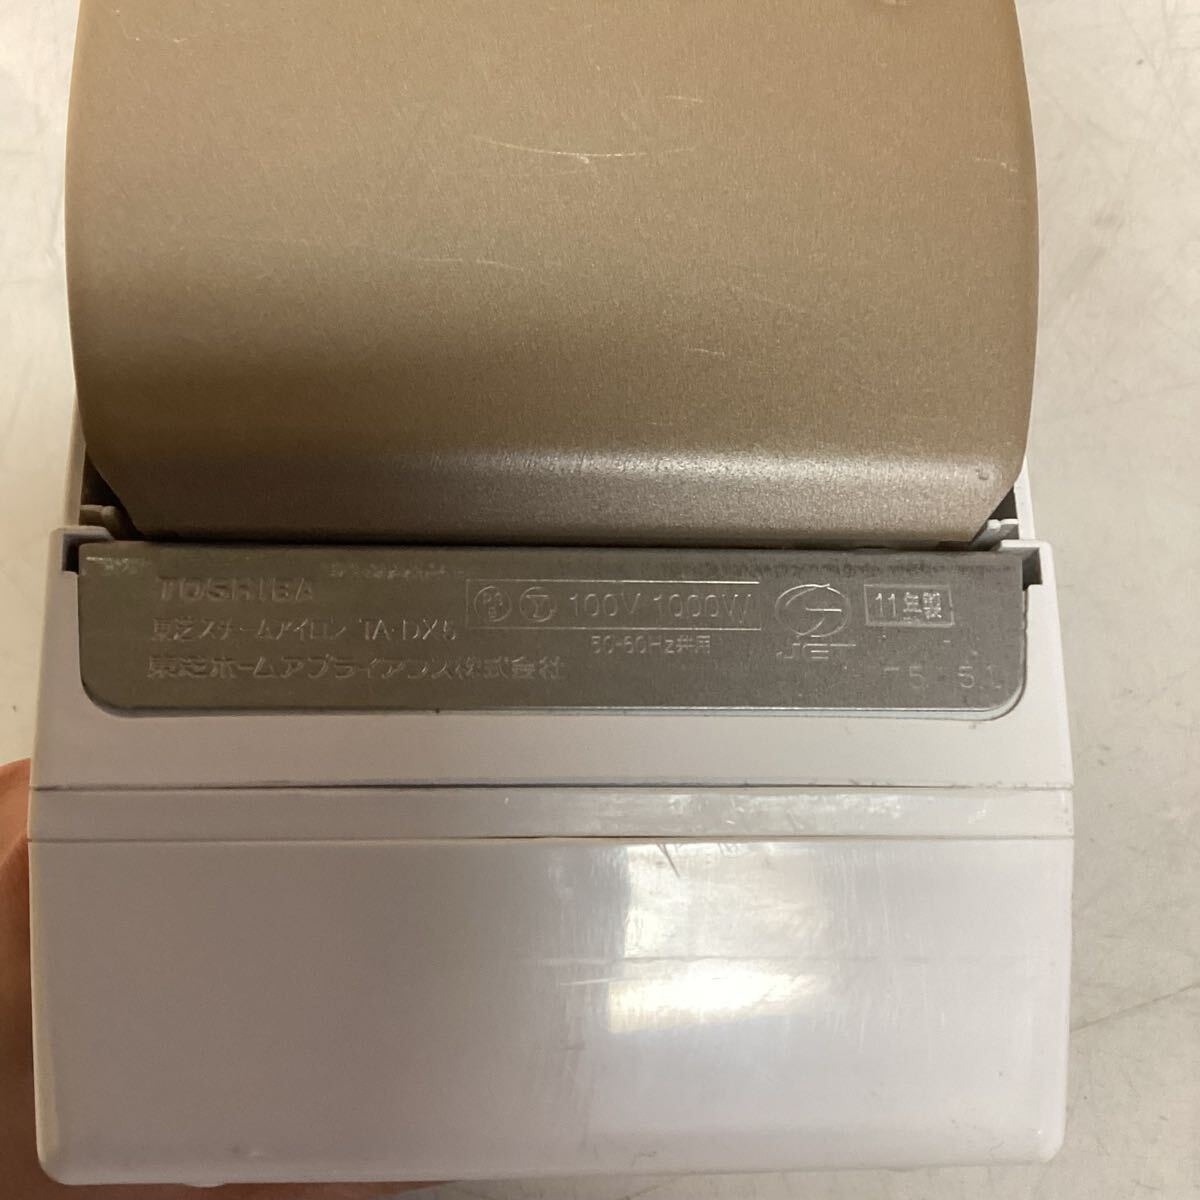 TOSHIBA
東芝スチームアイロン TA-DX5
東芝ホームアプライアンス株式会社
PS E T 100V 1000W
50-60Hz共用
JET
11年製